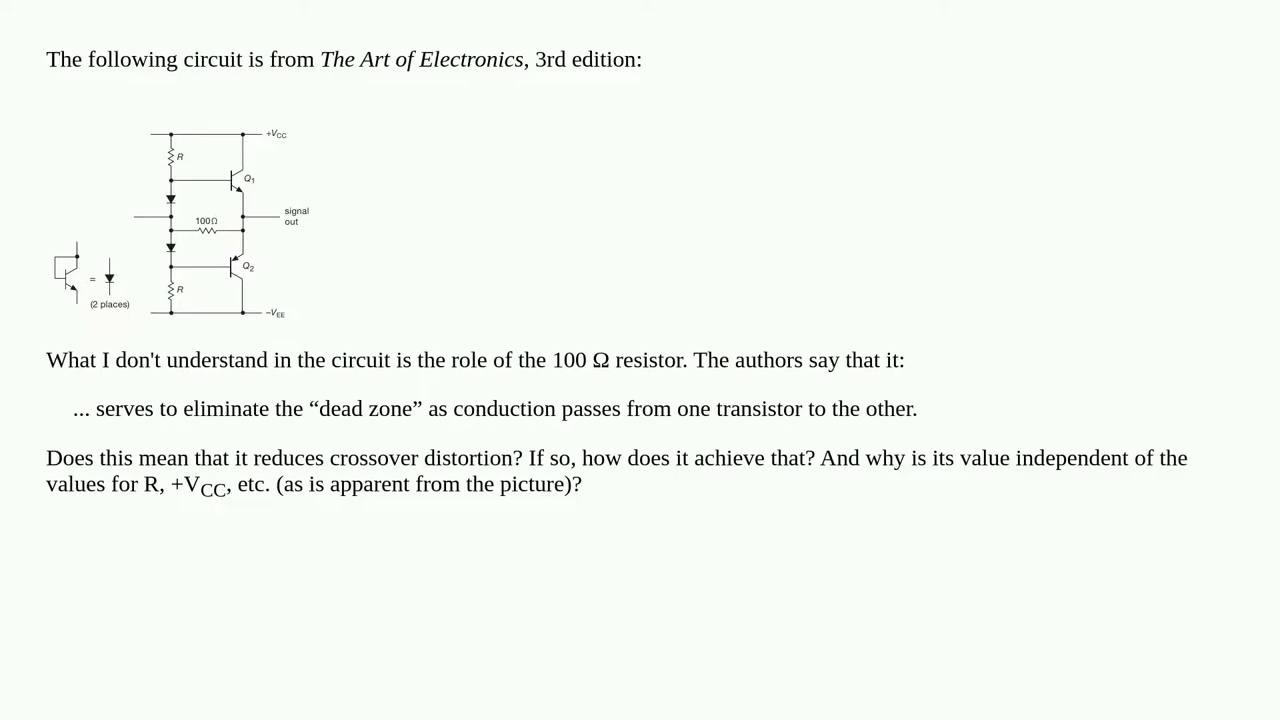 The following circuit is from The Art of Electronics, 3rd edition:
+VCC
R
Q1
signal
out
100Ω
Q2
=
(2 places)
R
−VEE
What I don't understand in the circuit is the role of the 100 Ω resistor. The authors say that it:
... serves to eliminate the “dead zone” as conduction passes from one transistor to the other.
Does this mean that it reduces crossover distortion? If so, how does it achieve that? And why is its value independent of the
values for R, +VCC, etc. (as is apparent from the picture)?